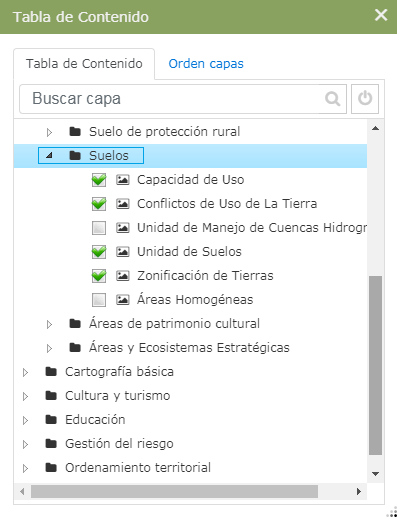 Tabla de Contenido
Tabla de Contenido Orden capas
Buscar capa
Suelo de protección rural
Suelos
Capacidad de Uso
Conflictos de Uso de La Tierra
Unidad de Manejo de Cuencas Hidrogr
Unidad de Suelos
Zonificación de Tierras
Áreas Homogéneas
Áreas de patrimonio cultural
Áreas y Ecosistemas Estratégicas
Cartografía básica
Cultura y turismo
Educación
Gestión del riesgo
Ordenamiento territorial